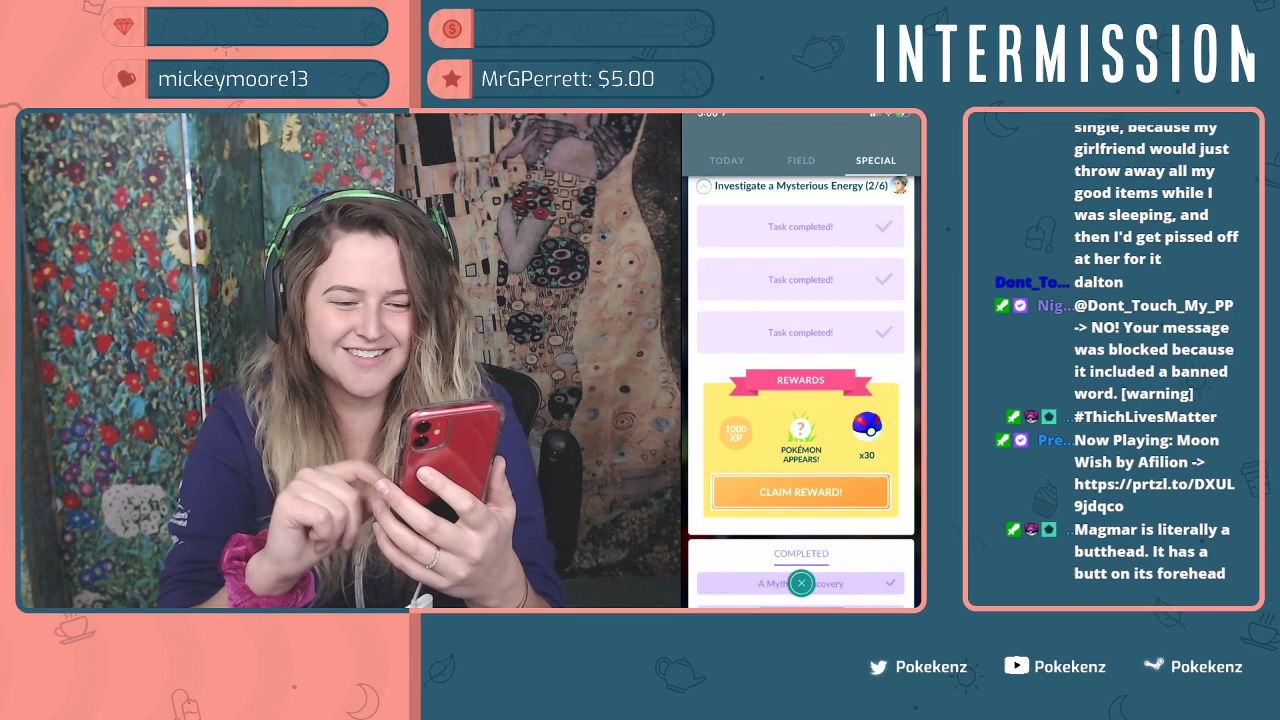 INTERMISSION
mickeymoore13
MrGPerrett: $5.00
TODAY
FIELD
SPECIAL
Investigate a Mysterious Energy (2/6)
Task completed!
Task completed!
Task completed!
REWARDS
1000
XP
?
POKÉMON
APPEARS!
x30
CLAIM REWARD!
COMPLETED
single, because my
girlfriend would just
throw away all my
good items while I
was sleeping, and
then I'd get pissed off
at her for it
Dont_To... dalton
Nig... @Dont_Touch_My_PP
-> NO! Your message
was blocked because
it included a banned
word. [warning]
..#ThichLivesMatter
Pre... Now Playing: Moon
Wish by Afilion ->
https://prtzl.to/DXUL
9jdqco
..Magmar is literally a
butthead. It has a
butt on its forehead
Pokekenz
Pokekenz
Pokekenz